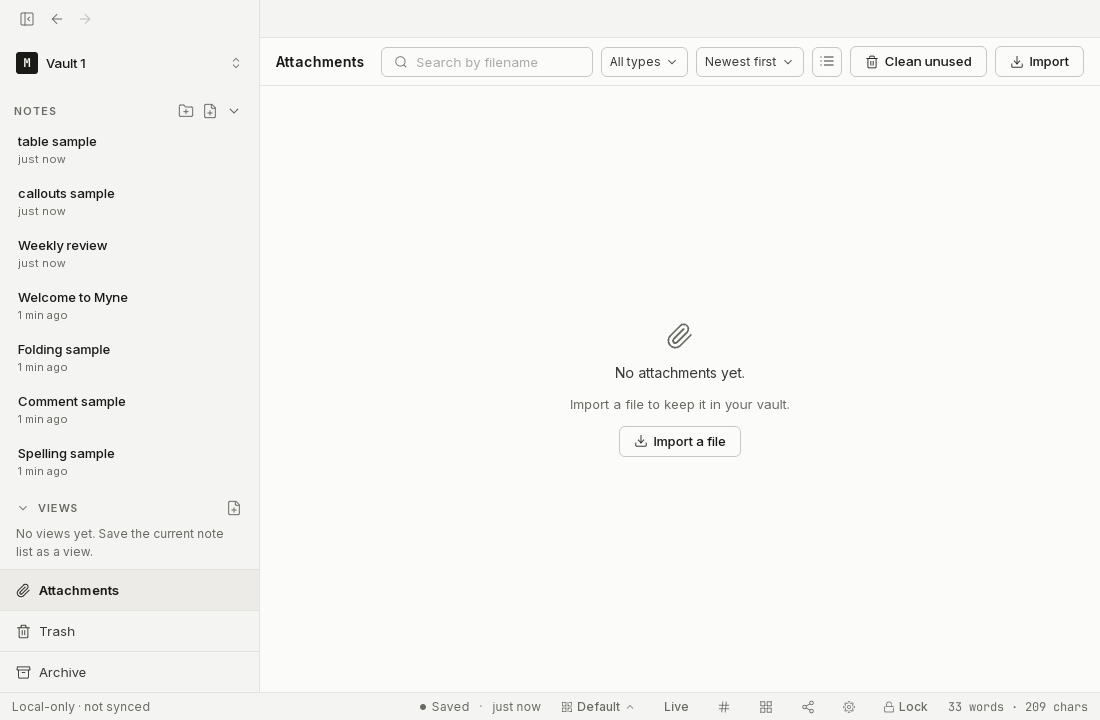 M Vault 1
NOTES
table sample
just now
callouts sample
just now
Weekly review
just now
Welcome to Myne
1 min ago
Folding sample
1 min ago
Comment sample
1 min ago
Spelling sample
1 min ago
VIEWS
No views yet. Save the current note
list as a view.
Attachments
Trash
Archive
Attachments Search by filename All types Newest first Clean unused Import
No attachments yet.
Import a file to keep it in your vault.
Import a file
Local-only · not synced Saved · just now Default Live Lock 33 words · 209 chars